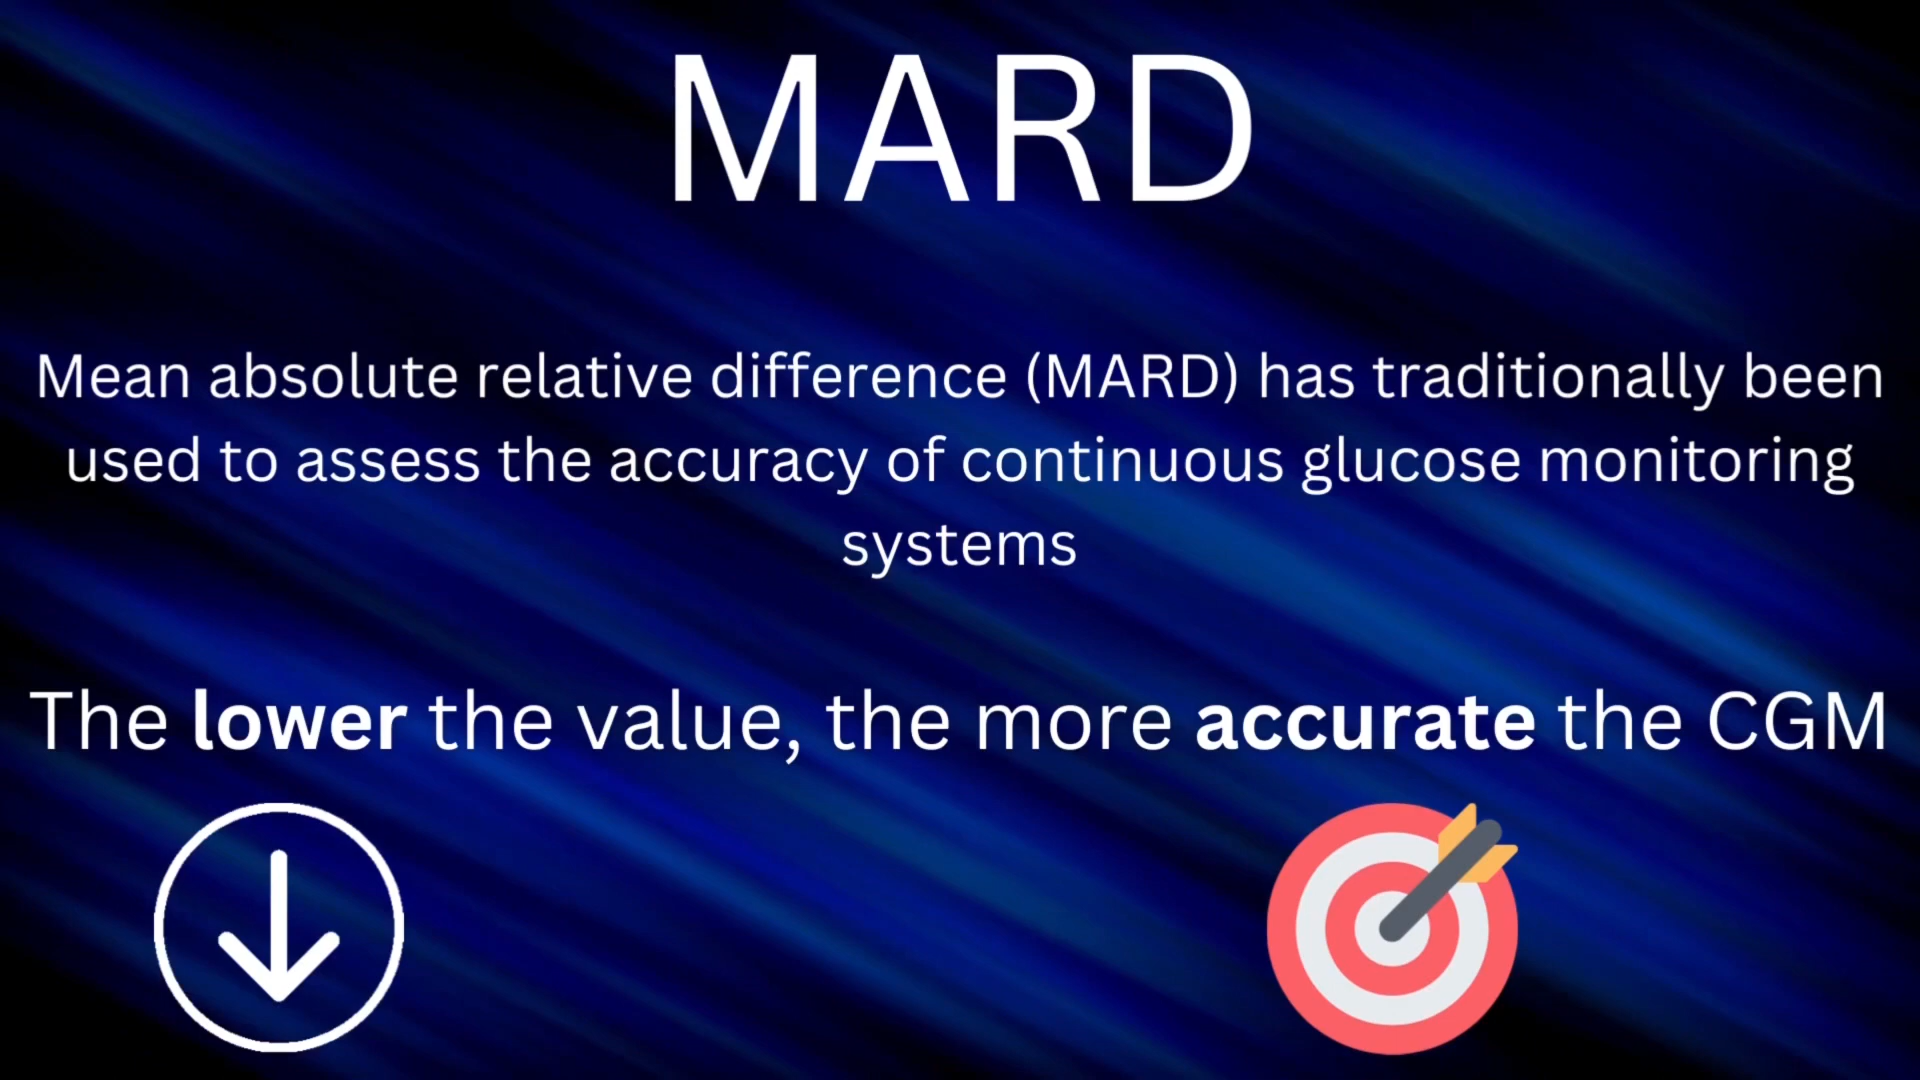 MARD
Mean absolute relative difference (MARD) has traditionally been
used to assess the accuracy of continuous glucose monitoring
systems
The lower the value, the more accurate the CGM